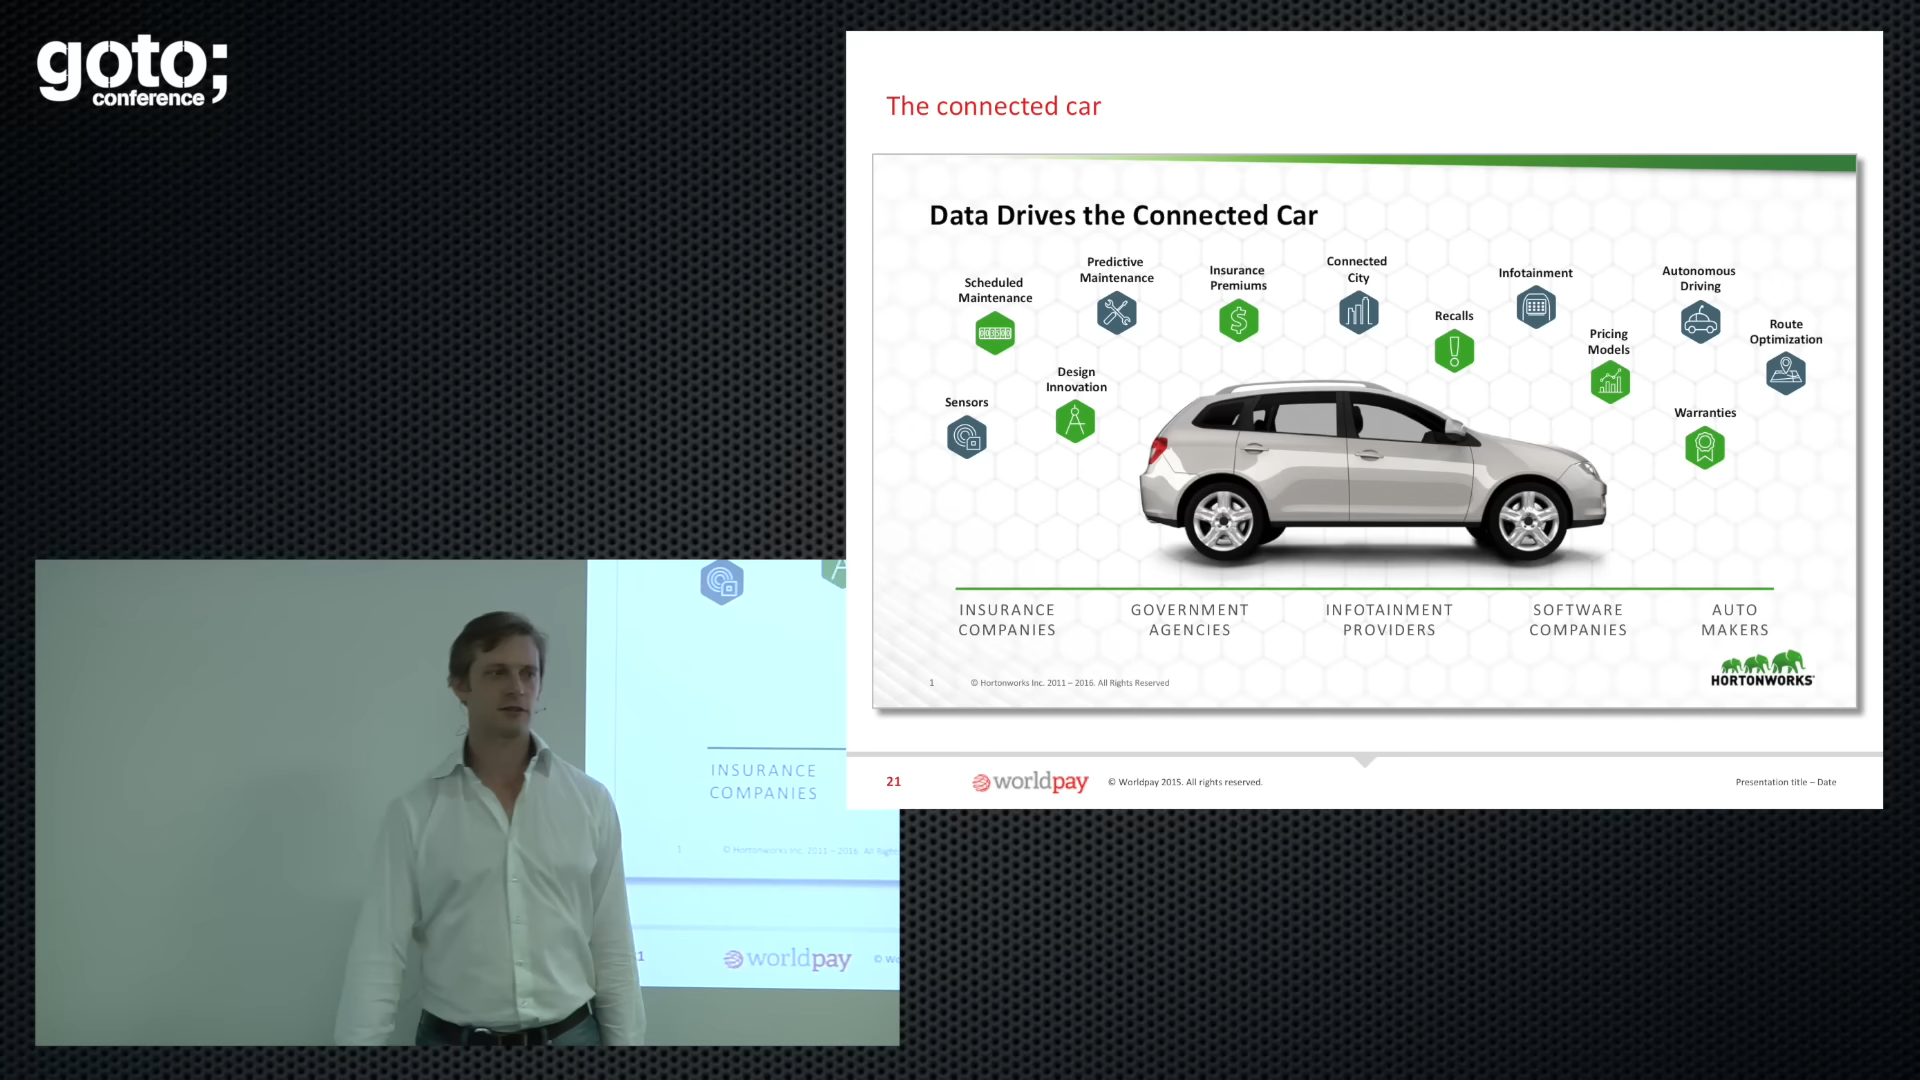 goto;
conference
The connected car
Data Drives the Connected Car
Scheduled
Maintenance
Predictive
Maintenance
Insurance
Premiums
Connected
City
Recalls
Infotainment
Pricing
Models
Autonomous
Driving
Route
Optimization
Sensors
Design
Innovation
Warranties
INSURANCE
COMPANIES
GOVERNMENT
AGENCIES
INFOTAINMENT
PROVIDERS
SOFTWARE
COMPANIES
AUTO
MAKERS
1
© Hortonworks Inc. 2011 – 2016. All Rights Reserved
HORTONWORKS
21
worldpay
© Worldpay 2015. All rights reserved.
Presentation title – Date
INSURANCE
COMPANIES
1
© Hortonworks Inc. 2011 – 2016. All Righ
1
worldpay
© Wo